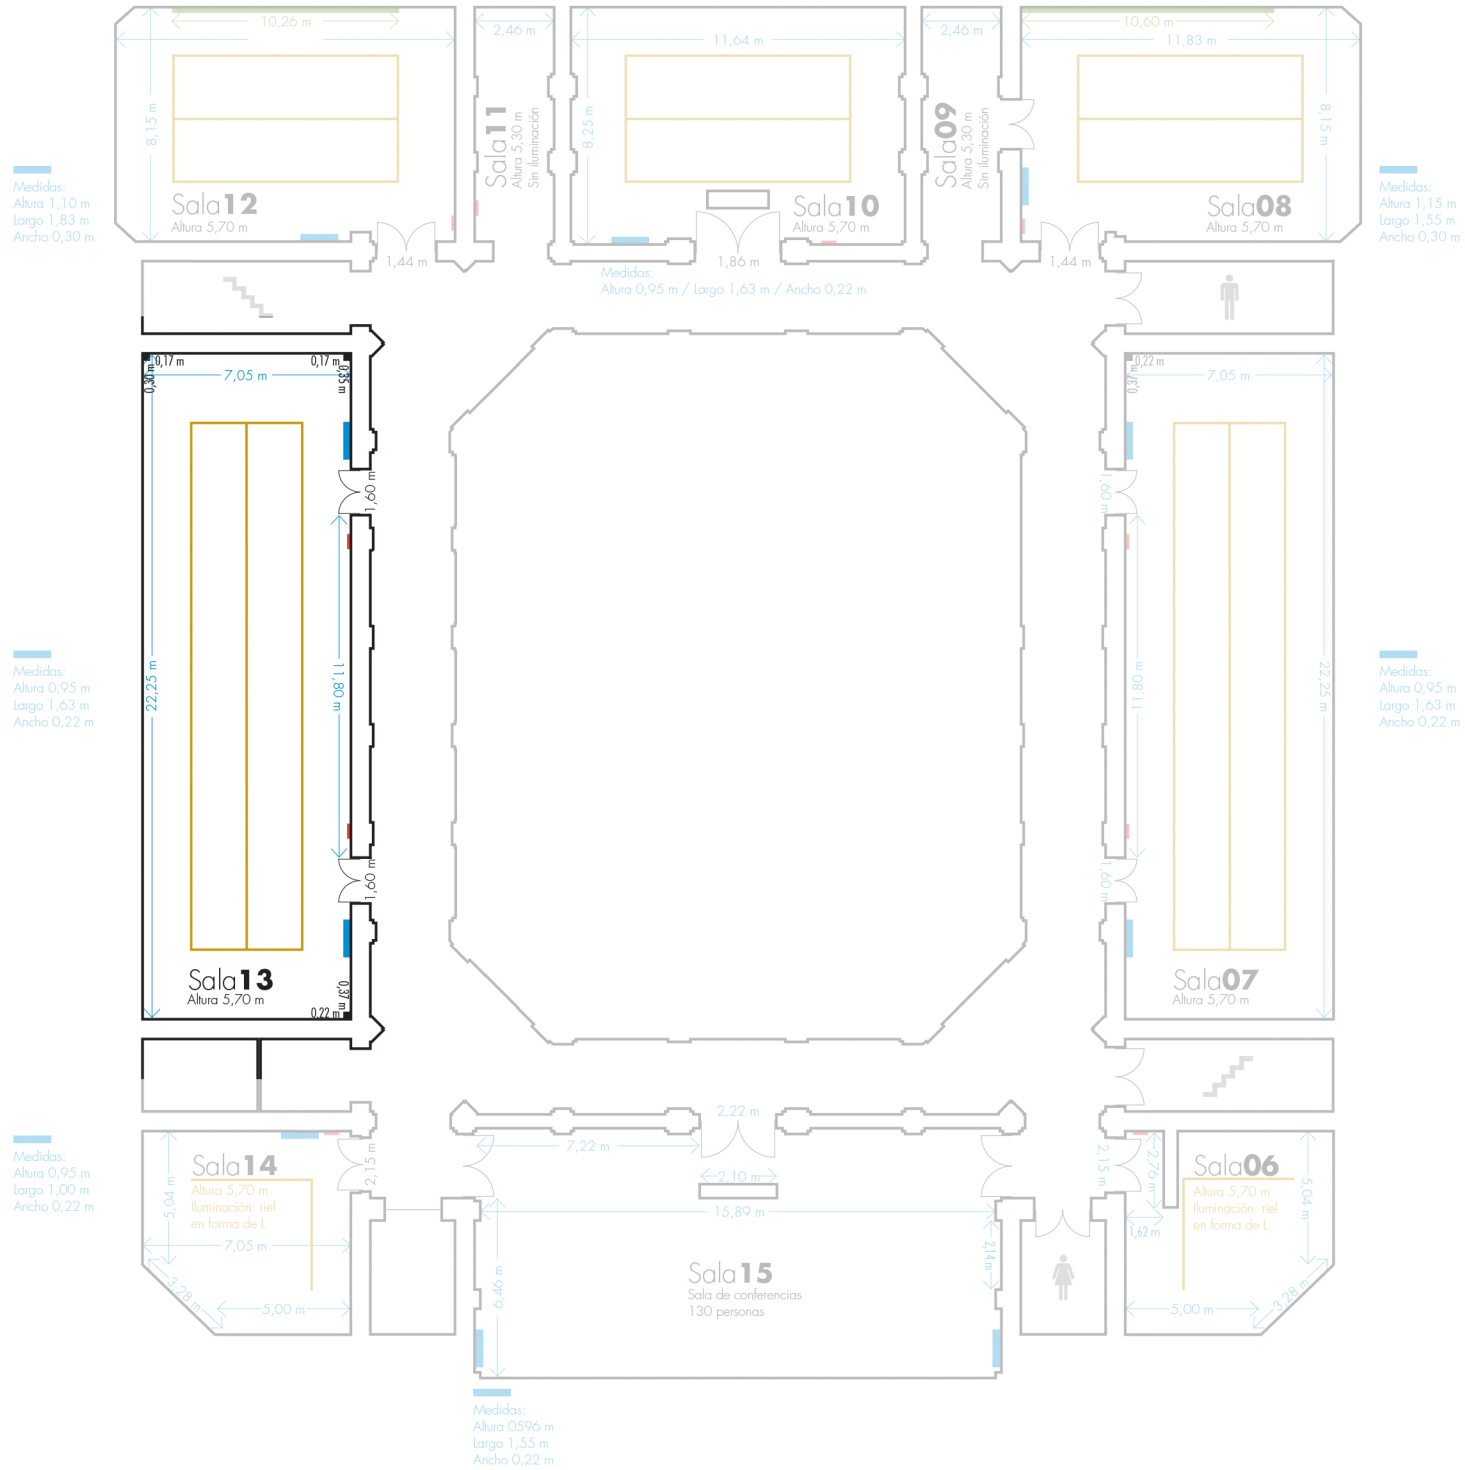 10,26 m
8,15 m
Sala12
Altura 5,70 m
1,44 m
2,46 m
Sala11
Altura 5,30 m
Sin iluminación
11,64 m
8,25 m
Sala10
Altura 5,70 m
1,86 m
Medidas:
Altura 0,95 m / Largo 1,63 m / Ancho 0,22 m
2,46 m
Sala09
Altura 5,30 m
Sin iluminación
10,60 m
11,83 m
8,15 m
Sala08
Altura 5,70 m
1,44 m
Medidas:
Altura 1,10 m
Largo 1,83 m
Ancho 0,30 m
Medidas:
Altura 1,15 m
Largo 1,55 m
Ancho 0,30 m
0,17 m
0,30 m
0,17 m
0,35 m
7,05 m
1,60 m
22,25 m
11,80 m
1,60 m
Sala13
Altura 5,70 m
0,37 m
0,22 m
Medidas:
Altura 0,95 m
Largo 1,63 m
Ancho 0,22 m
0,22 m
0,37 m
7,05 m
1,60 m
11,80 m
22,25 m
1,60 m
Sala07
Altura 5,70 m
Medidas:
Altura 0,95 m
Largo 1,63 m
Ancho 0,22 m
Medidas:
Altura 0,95 m
Largo 1,00 m
Ancho 0,22 m
Sala14
Altura 5,70 m
Iluminación: riel
en forma de L
5,04 m
7,05 m
3,28 m
5,00 m
2,15 m
2,22 m
7,22 m
2,10 m
15,89 m
6,46 m
2,14 m
Sala15
Sala de conferencias
130 personas
Medidas:
Altura 0596 m
Largo 1,55 m
Ancho 0,22 m
2,15 m
2,76 m
1,62 m
Sala06
Altura 5,70 m
Iluminación: riel
en forma de L
5,04 m
3,28 m
5,00 m